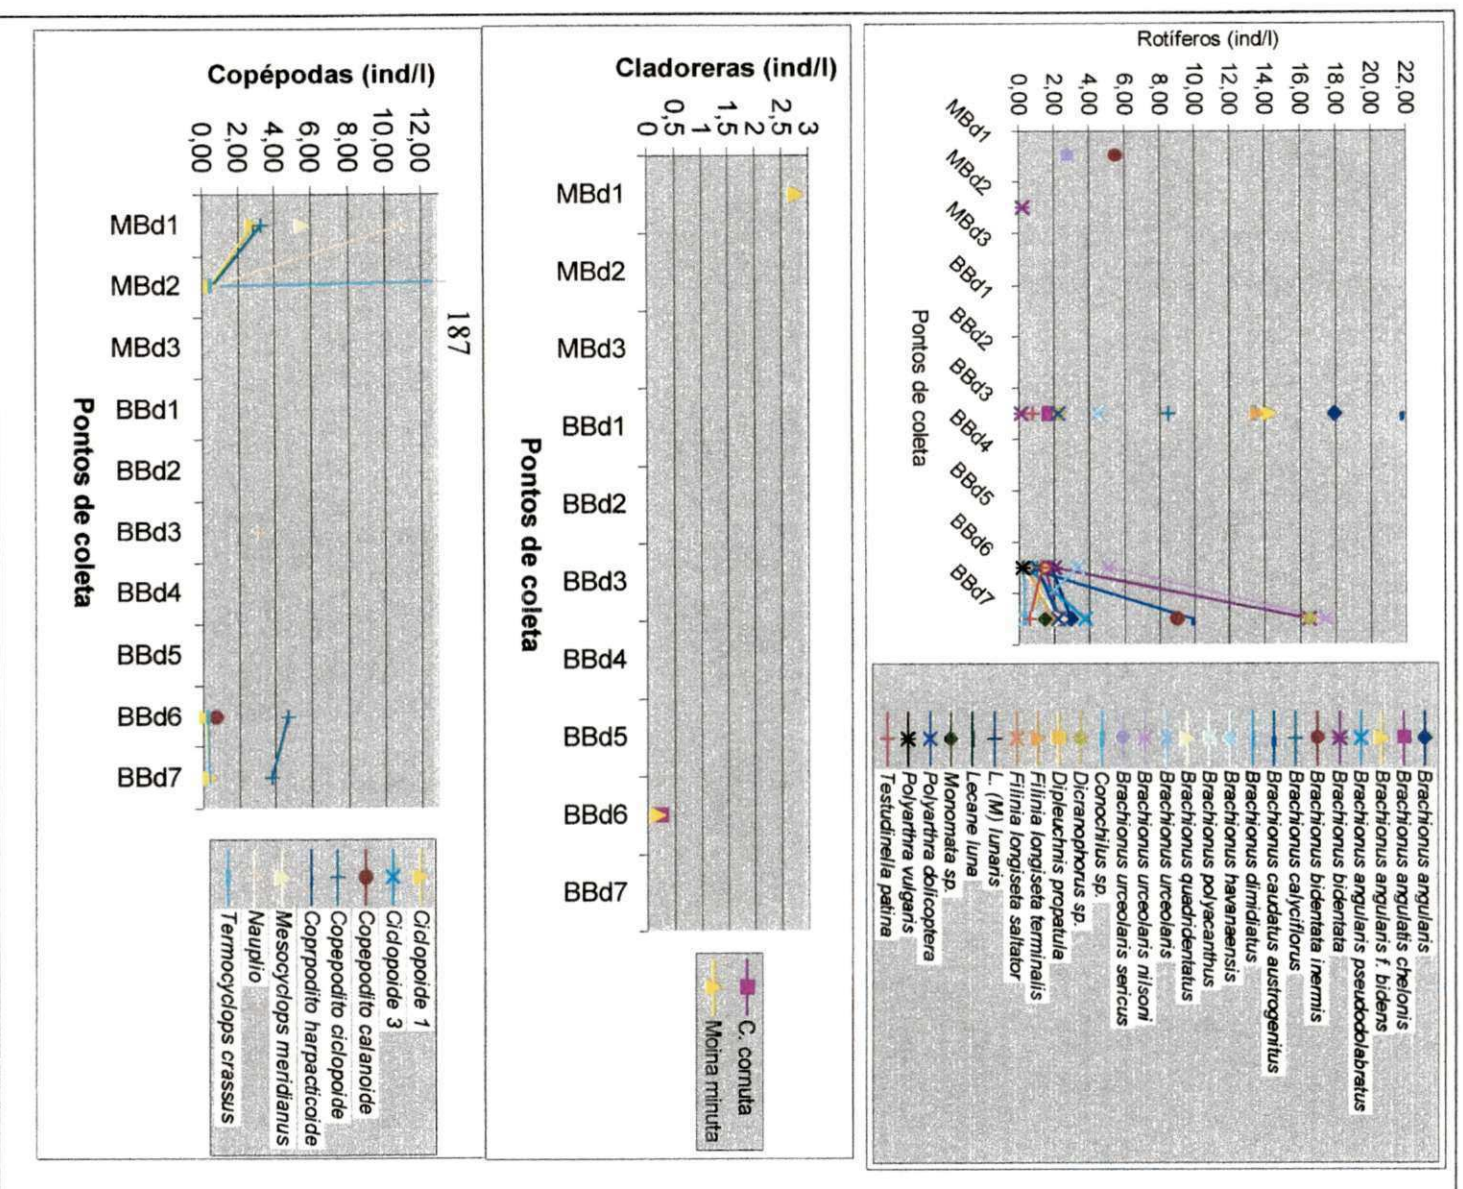 Rotíferos (ind/l)
22,00
20,00
18,00
16,00
14,00
12,00
10,00
8,00
6,00
4,00
2,00
0,00
MBd1
MBd2
MBd3
BBd1
BBd2
BBd3
BBd4
BBd5
BBd6
BBd7
Pontos de coleta
Brachionus angularis
Brachionus angulatis chelonis
Brachionus angularis f. bidens
Brachionus angularis pseudodolabratus
Brachionus bidentata
Brachionus bidentata inermis
Brachionus calyciflorus
Brachionus caudatus austrogenitus
Brachionus dimidiatus
Brachionus havanaensis
Brachionus polyacanthus
Brachionus quadridentatus
Brachionus urceolaris
Brachionus urceolaris nilsoni
Brachionus urceolaris sericus
Conochilus sp.
Dicranophorus sp.
Dipleuchnis propatula
Filinia longiseta terminalis
Filinia longiseta saltator
L. (M) lunaris
Lecane luna
Monomata sp.
Polyarthra dolicoptera
Polyarthra vulgaris
Testudinella patina
Cladoreras (ind/l)
3
2,5
2
1,5
1
0,5
0
MBd1
MBd2
MBd3
BBd1
BBd2
BBd3
BBd4
BBd5
BBd6
BBd7
Pontos de coleta
C. cornuta
Moina minuta
187
Copépodas (ind/l)
12,00
10,00
8,00
6,00
4,00
2,00
0,00
MBd1
MBd2
MBd3
BBd1
BBd2
BBd3
BBd4
BBd5
BBd6
BBd7
Pontos de coleta
Ciclopoide 1
Ciclopoide 3
Copepodito calanoide
Copepodito ciclopoide
Coprpodito harpacticoide
Mesocyclops meridianus
Nauplio
Termocyclops crassus